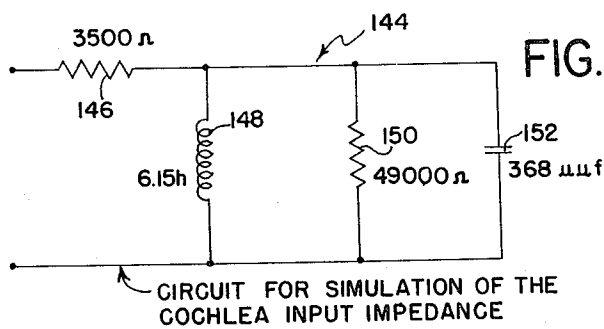 144
3500 Ω
FIG.
146
148
150
152
6.15h
49000 Ω
368 μμf
CIRCUIT FOR SIMULATION OF THE
COCHLEA INPUT IMPEDANCE